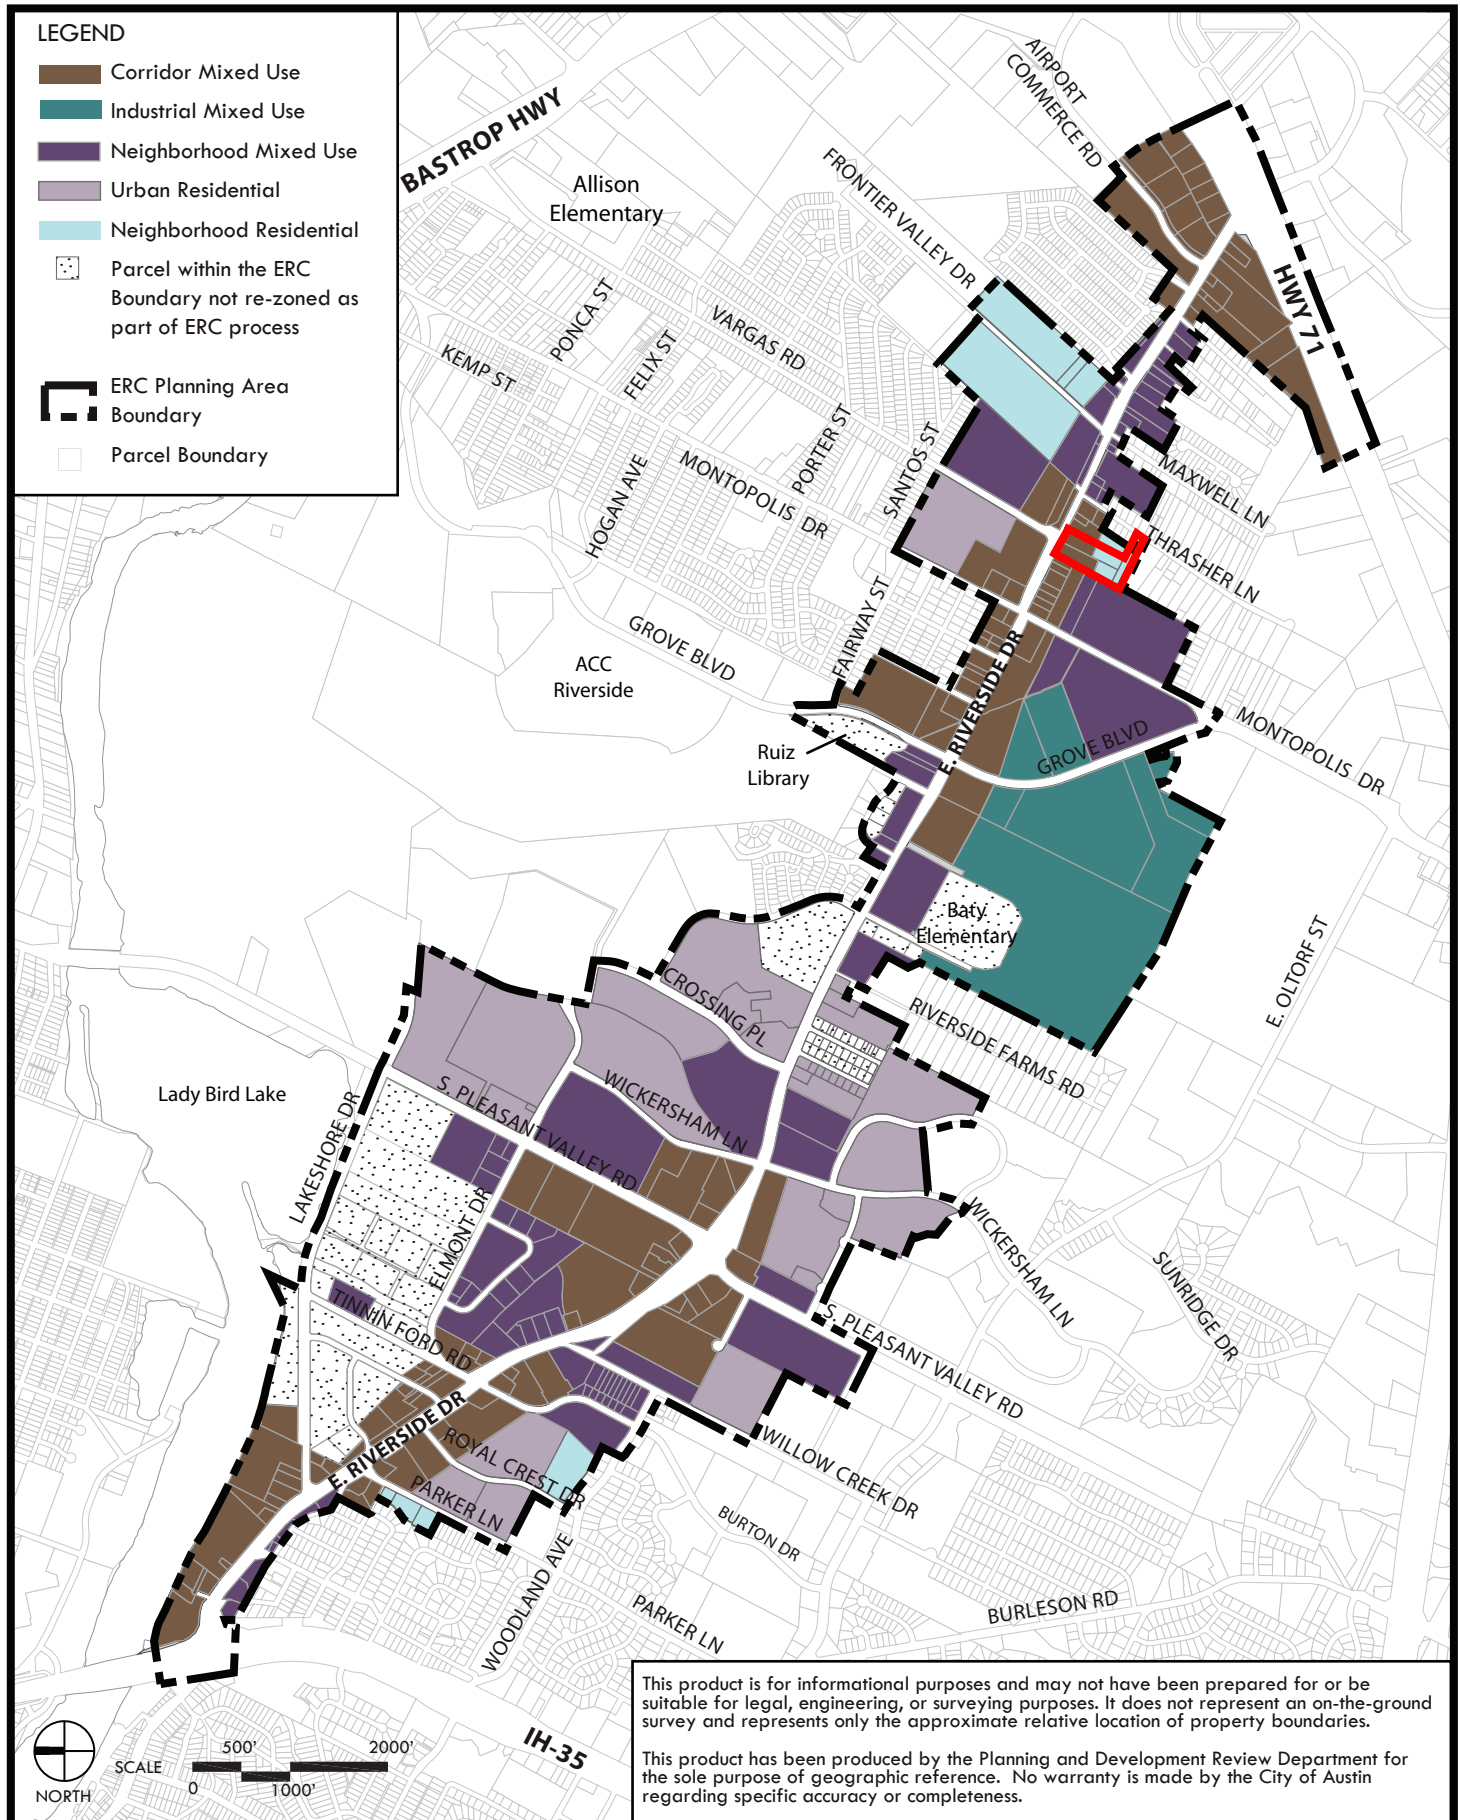 LEGEND
Corridor Mixed Use
Industrial Mixed Use
Neighborhood Mixed Use
Urban Residential
Neighborhood Residential
Parcel within the ERC
Boundary not re-zoned as
part of ERC process
ERC Planning Area
Boundary
Parcel Boundary
AIRPORT
COMMERCE RD
BASTROP HWY
FRONTIER VALLEY DR
Allison
Elementary
HWY 71
PONCA ST
VARGAS RD
FELIX ST
KEMP ST
PORTER ST
SANTOS ST
MONTOPOLIS DR
HOGAN AVE
MAXWELL LN
THRASHER LN
FAIRWAY ST
GROVE BLVD
ACC
Riverside
E. RIVERSIDE DR
GROVE BLVD
MONTOPOLIS DR
Ruiz
Library
Baty
Elementary
E. OLTORF ST
CROSSING PL
RIVERSIDE FARMS RD
Lady Bird Lake
LAKESHORE DR
S. PLEASANT VALLEY RD
WICKERSHAM LN
ELMONT DR
WICKERSHAM LN
SUNRIDGE DR
TINNIN FORD RD
S. PLEASANT VALLEY RD
E. RIVERSIDE DR
ROYAL CREST DR
PARKER LN
WILLOW CREEK DR
BURTON DR
WOODLAND AVE
PARKER LN
BURLESON RD
IH-35
NORTH
SCALE
500'
2000'
0
1000'
This product is for informational purposes and may not have been prepared for or be
suitable for legal, engineering, or surveying purposes. It does not represent an on-the-ground
survey and represents only the approximate relative location of property boundaries.
This product has been produced by the Planning and Development Review Department for
the sole purpose of geographic reference.  No warranty is made by the City of Austin
regarding specific accuracy or completeness.